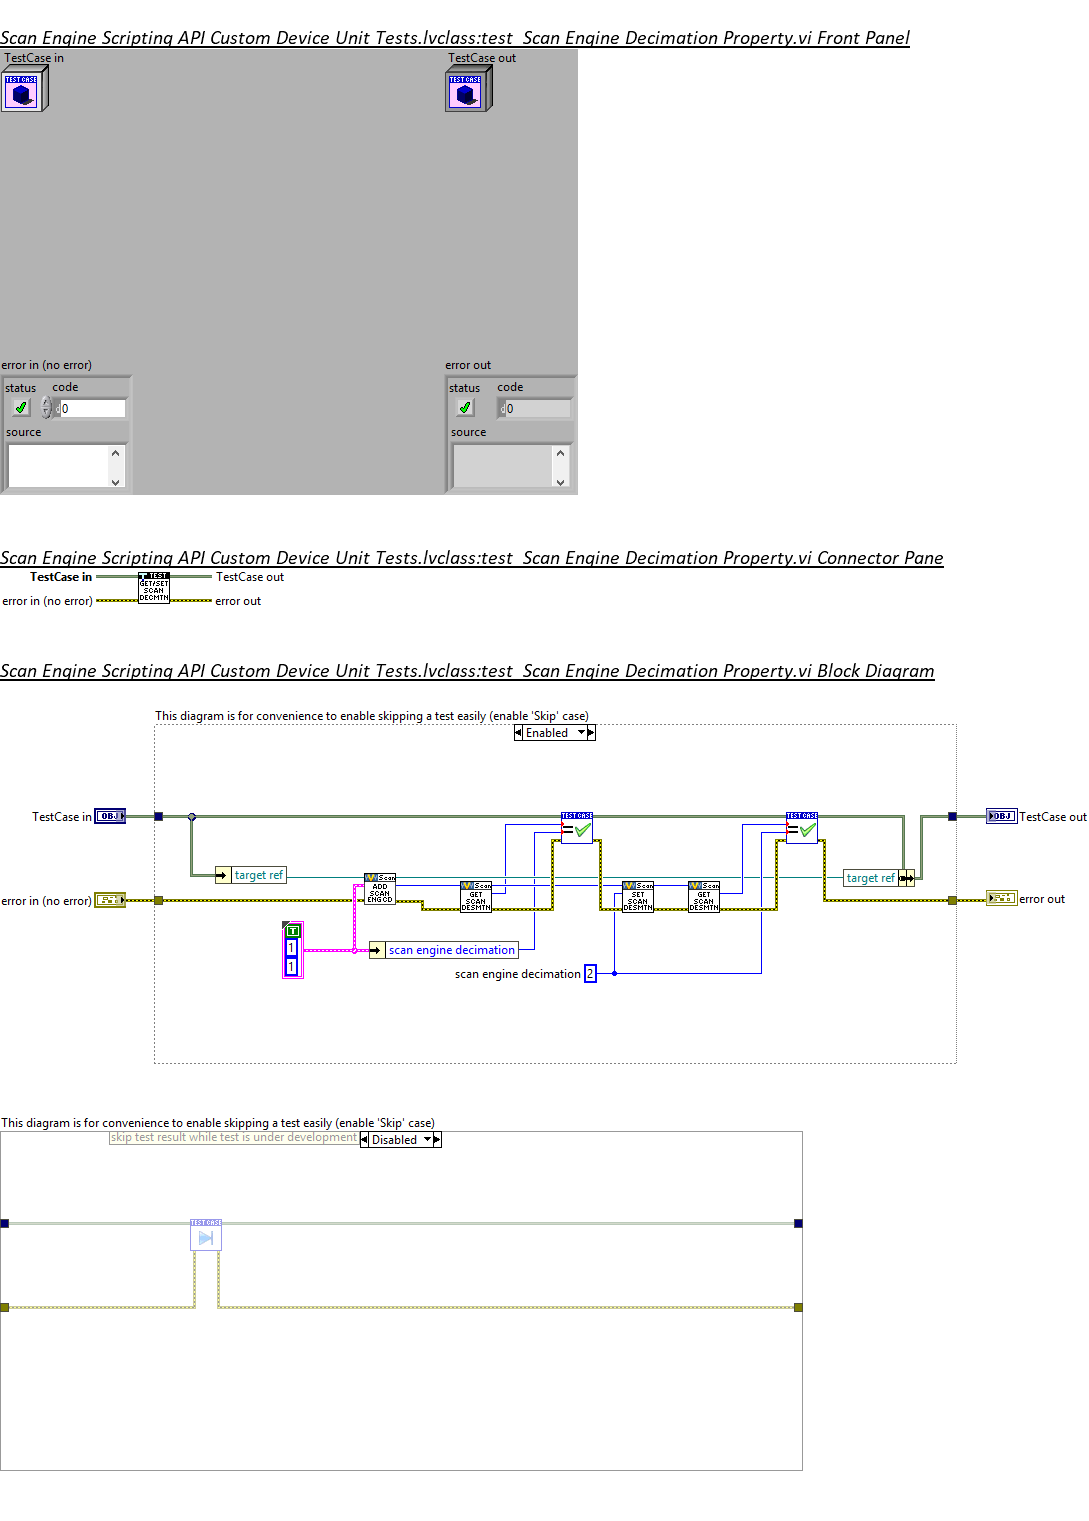 Scan Engine Scripting API Custom Device Unit Tests.lvclass:test_Scan Engine Decimation Property.vi Front Panel
TestCase in
TestCase out
TEST CASE
TEST CASE
error in (no error)
error out
status
code
status
code
d 0
d 0
source
source
Scan Engine Scripting API Custom Device Unit Tests.lvclass:test_Scan Engine Decimation Property.vi Connector Pane
TestCase in
TEST
TestCase out
GET/SET
SCAN
DECMTN
error in (no error)
error out
Scan Engine Scripting API Custom Device Unit Tests.lvclass:test_Scan Engine Decimation Property.vi Block Diagram
This diagram is for convenience to enable skipping a test easily (enable 'Skip' case)
Enabled
TestCase in
OBJ
TEST CASE
=
TEST CASE
=
OBJ
TestCase out
target ref
Scan
ADD
SCAN
ENG CD
Scan
GET
SCAN
DESMTN
Scan
SET
SCAN
DESMTN
Scan
GET
SCAN
DESMTN
target ref
error in (no error)
error out
T
1
1
scan engine decimation
scan engine decimation
2
This diagram is for convenience to enable skipping a test easily (enable 'Skip' case)
skip test result while test is under development
Disabled
TEST CASE